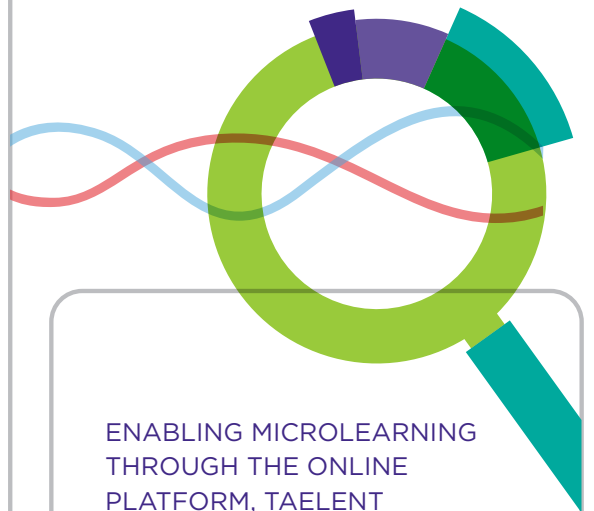 ENABLING MICROLEARNING
THROUGH THE ONLINE
PLATFORM, TAELENT